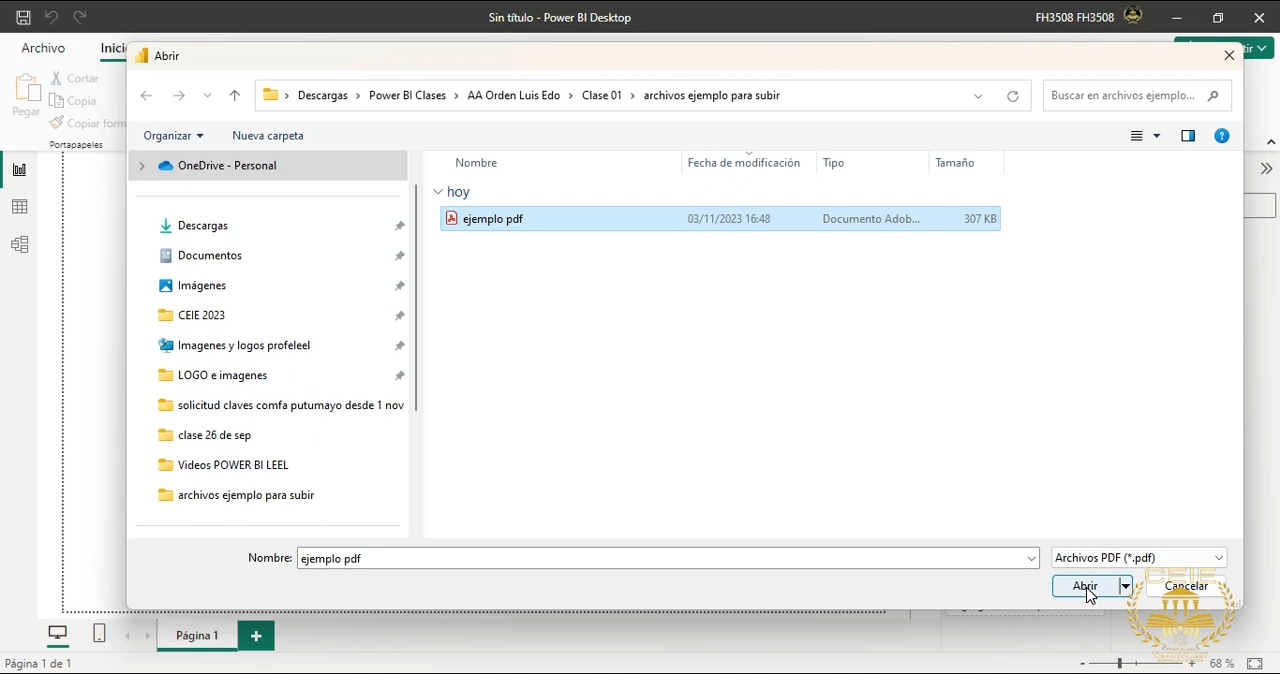 Sin título - Power BI Desktop
FH3508 FH3508
Archivo
Inici
tir
Abrir
Cortar
Copia
Copiar form
Pegar
Portapapeles
Descargas > Power BI Clases > AA Orden Luis Edo > Clase 01 > archivos ejemplo para subir
Buscar en archivos ejemplo...
Organizar
Nueva carpeta
OneDrive - Personal
Nombre
Fecha de modificación
Tipo
Tamaño
hoy
ejemplo pdf
03/11/2023 16:48
Documento Adob...
307 KB
Descargas
Documentos
Imágenes
CEIE 2023
Imagenes y logos profeleel
LOGO e imagenes
solicitud claves comfa putumayo desde 1 nov
clase 26 de sep
Videos POWER BI LEEL
archivos ejemplo para subir
Nombre:
ejemplo pdf
Archivos PDF (*.pdf)
Abrir
Cancelar
CEIE
Página 1
Página 1 de 1
68 %